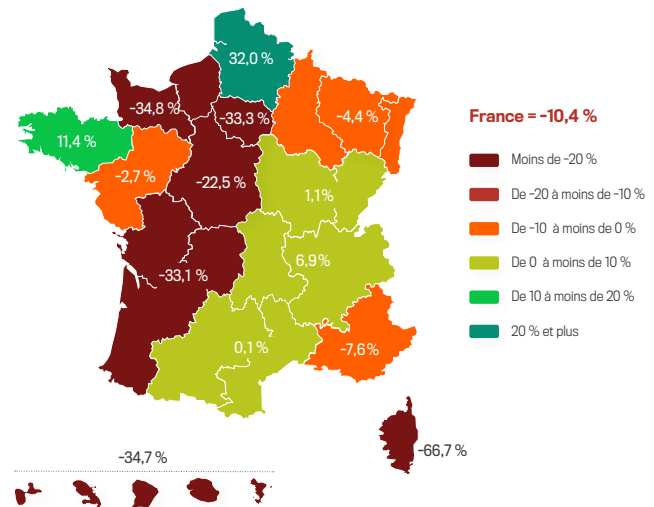 32,0 %
-34,8 %
-33,3 %
-4,4 %
11,4 %
-2,7 %
-22,5 %
1,1 %
-33,1 %
6,9 %
0,1 %
-7,6 %
-66,7 %
-34,7 %
France = -10,4 %
Moins de -20 %
De -20 à moins de -10 %
De -10 à moins de 0 %
De 0 à moins de 10 %
De 10 à moins de 20 %
20 % et plus